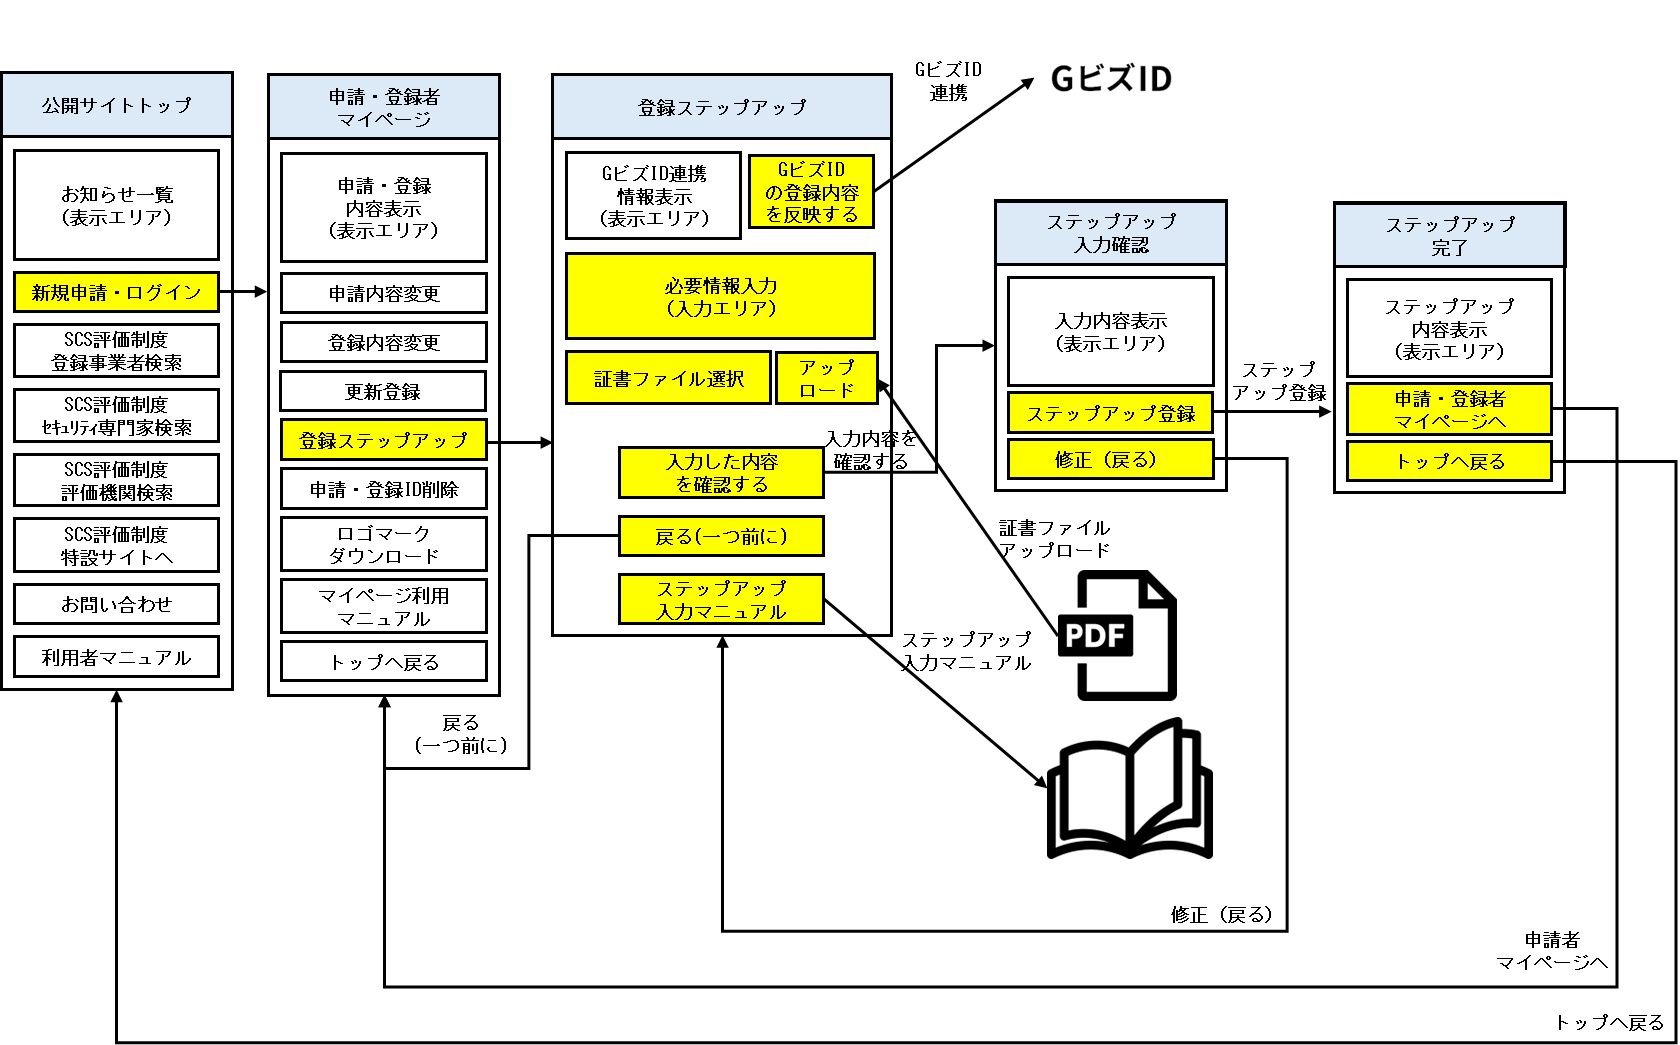 公開サイトトップ
お知らせ一覧
(表示エリア)
新規申請・ログイン
SCS評価制度
登録事業者検索
SCS評価制度
ｾｷｭﾘﾃｨ専門家検索
SCS評価制度
評価機関検索
SCS評価制度
特設サイトへ
お問い合わせ
利用者マニュアル
申請・登録者
マイページ
申請・登録
内容表示
(表示エリア)
申請内容変更
登録内容変更
更新登録
登録ステップアップ
申請・登録ID削除
ロゴマーク
ダウンロード
マイページ利用
マニュアル
トップへ戻る
戻る
(一つ前に)
登録ステップアップ
GビズID連携
情報表示
(表示エリア)
GビズID
の登録内容
を反映する
必要情報入力
(入力エリア)
証書ファイル選択
アップ
ロード
入力した内容
を確認する
戻る(一つ前に)
ステップアップ
入力マニュアル
GビズID
連携
GビズID
入力内容を
確認する
ステップアップ
入力確認
入力内容表示
(表示エリア)
ステップアップ登録
修正（戻る）
証書ファイル
アップロード
PDF
ステップアップ
入力マニュアル
ステップ
アップ登録
ステップアップ
完了
ステップアップ
内容表示
(表示エリア)
申請・登録者
マイページへ
トップへ戻る
修正（戻る）
申請者
マイページへ
トップへ戻る